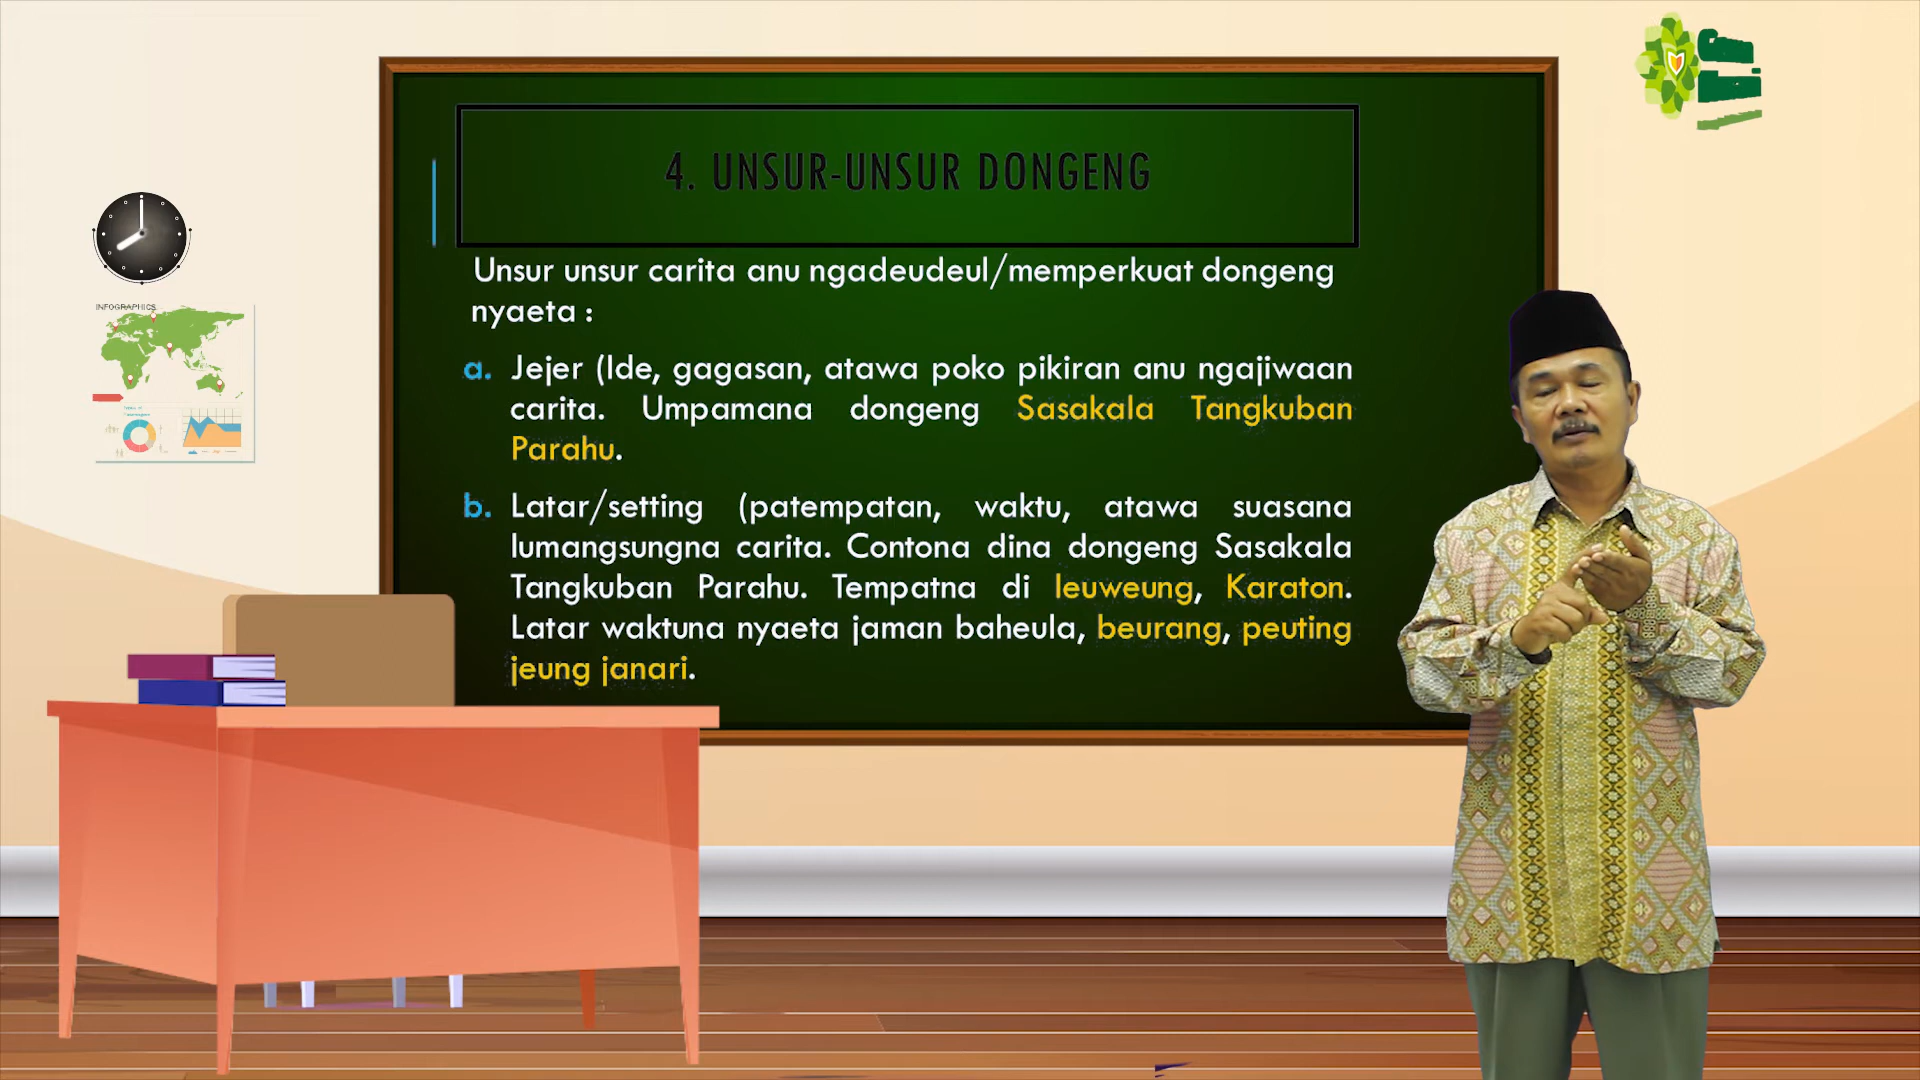 4. UNSUR-UNSUR DONGENG
Unsur unsur carita anu ngadeudeul/memperkuat dongeng
nyaeta :
a. Jejer (Ide, gagasan, atawa poko pikiran anu ngajiwaan
carita. Umpamana dongeng Sasakala Tangkuban
Parahu.
b. Latar/setting (patempatan, waktu, atawa suasana
lumangsungna carita. Contona dina dongeng Sasakala
Tangkuban Parahu. Tempatna di leuweung, Karaton.
Latar waktuna nyaeta jaman baheula, beurang, peuting
jeung janari.
INFOGRAPHICS